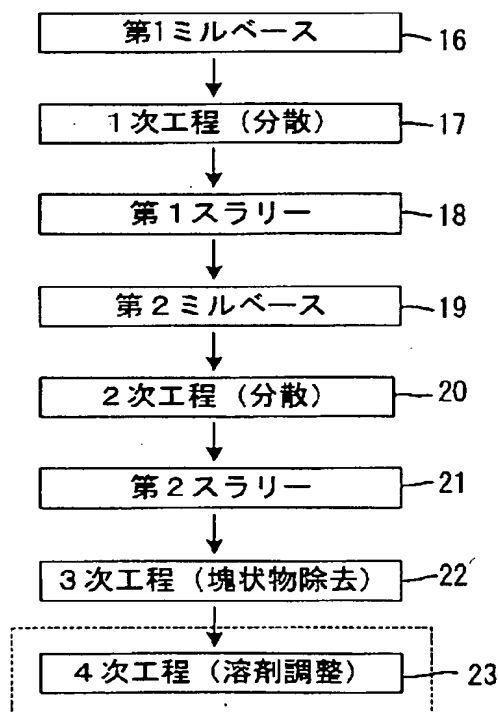 第1ミルベース
16
1次工程(分散)
17
第1スラリー
18
第2ミルベース
19
2次工程(分散)
20
第2スラリー
21
3次工程(塊状物除去)
22
4次工程(溶剤調整)
23